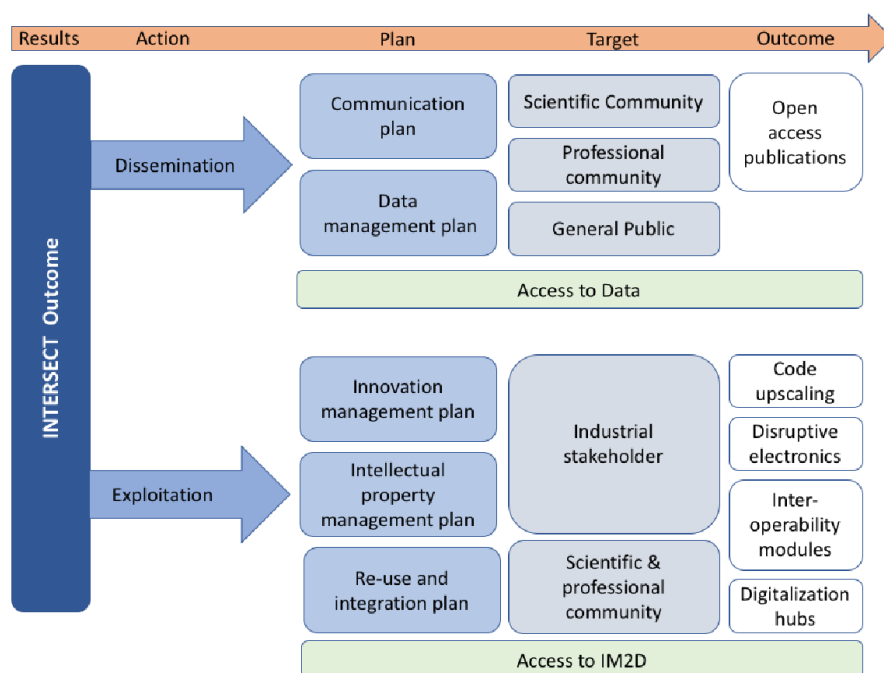 Results Action Plan Target Outcome
INTERSECT Outcome
Dissemination
Communication
plan
Data
management plan
Scientific Community
Professional
community
General Public
Open
access
publications
Access to Data
Exploitation
Innovation
management plan
Intellectual
property
management plan
Re-use and
integration plan
Industrial
stakeholder
Scientific &
professional
community
Code
upscaling
Disruptive
electronics
Inter-
operability
modules
Digitalization
hubs
Access to IM2D